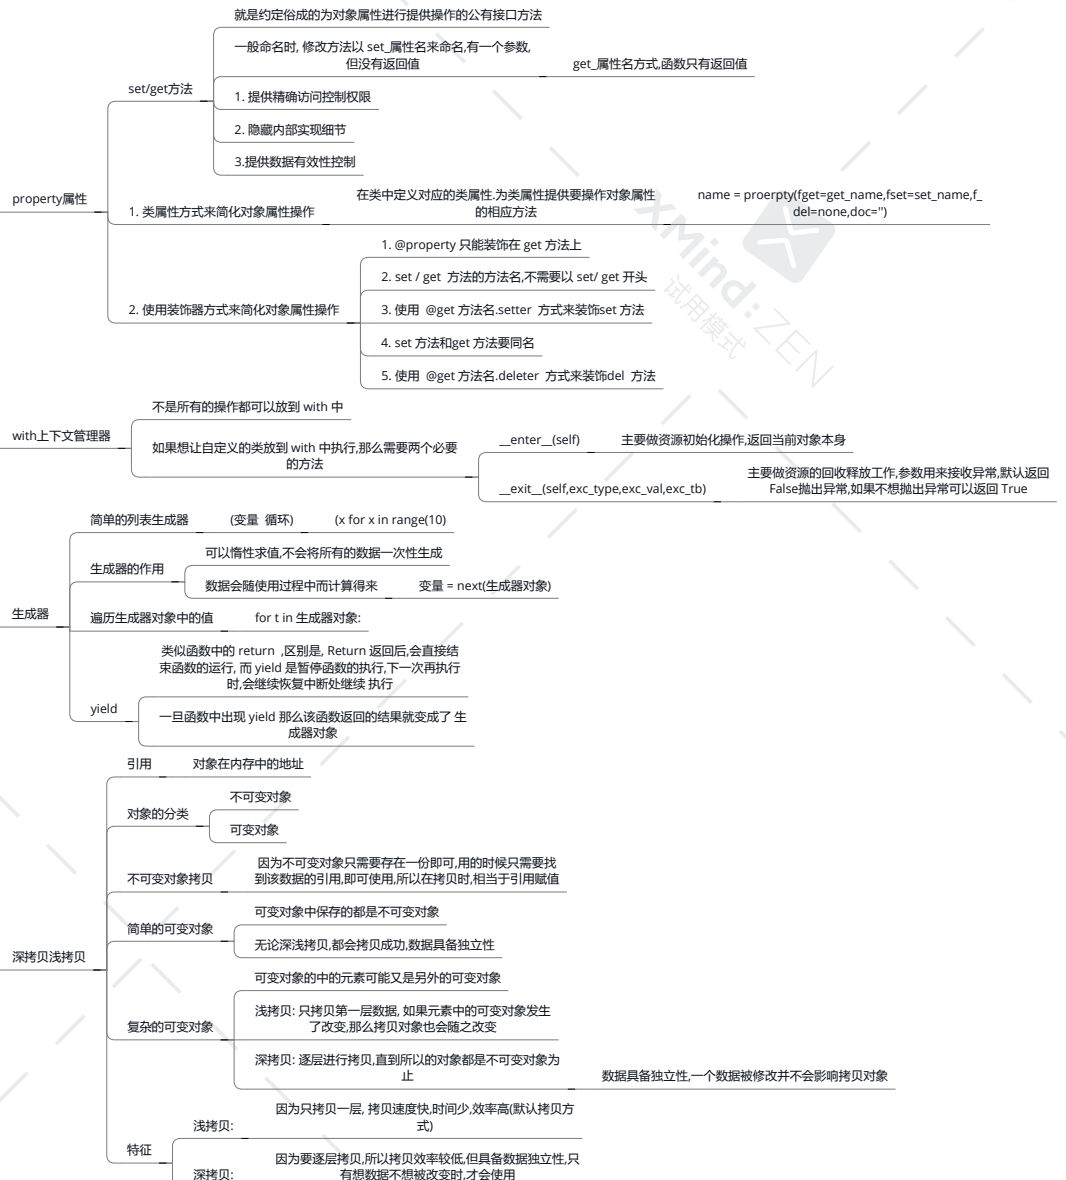 就是约定俗成的为对象属性进行提供操作的公有接口方法
一般命名时, 修改方法以 set_属性名来命名,有一个参数,
但没有返回值
get_属性名方式,函数只有返回值
set/get方法
1. 提供精确访问控制权限
2. 隐藏内部实现细节
3.提供数据有效性控制
property属性
1. 类属性方式来简化对象属性操作
在类中定义对应的类属性.为类属性提供要操作对象属性
的相应方法
name = proerpty(fget=get_name,fset=set_name,f_
del=none,doc='')
1. @property 只能装饰在 get 方法上
2. set / get 方法的方法名,不需要以 set/ get 开头
2. 使用装饰器方式来简化对象属性操作
3. 使用 @get 方法名.setter 方式来装饰set 方法
4. set 方法和get 方法要同名
5. 使用 @get 方法名.deleter 方式来装饰del 方法
XMind: ZEN
试用模式
with上下文管理器
不是所有的操作都可以放到 with 中
如果想让自定义的类放到 with 中执行,那么需要两个必要
的方法
__enter__(self)
主要做资源初始化操作,返回当前对象本身
__exit__(self,exc_type,exc_val,exc_tb)
主要做资源的回收释放工作,参数用来接收异常,默认返回
False抛出异常,如果不想抛出异常可以返回 True
简单的列表生成器
(变量 循环)
(x for x in range(10)
生成器的作用
可以惰性求值,不会将所有的数据一次性生成
数据会随使用过程中而计算得来
变量 = next(生成器对象)
生成器
遍历生成器对象中的值
for t in 生成器对象:
yield
类似函数中的 return ,区别是, Return 返回后,会直接结
束函数的运行, 而 yield 是暂停函数的执行,下一次再执行
时,会继续恢复中断处继续 执行
一旦函数中出现 yield 那么该函数返回的结果就变成了 生
成器对象
引用
对象在内存中的地址
对象的分类
不可变对象
可变对象
不可变对象拷贝
因为不可变对象只需要存在一份即可,用的时候只需要找
到该数据的引用,即可使用,所以在拷贝时,相当于引用赋值
简单的可变对象
可变对象中保存的都是不可变对象
无论深浅拷贝,都会拷贝成功,数据具备独立性
深拷贝浅拷贝
复杂的可变对象
可变对象的中的元素可能又是另外的可变对象
浅拷贝: 只拷贝第一层数据, 如果元素中的可变对象发生
了改变,那么拷贝对象也会随之改变
深拷贝: 逐层进行拷贝,直到所以的对象都是不可变对象为
止
数据具备独立性,一个数据被修改并不会影响拷贝对象
特征
浅拷贝:
因为只拷贝一层, 拷贝速度快,时间少,效率高(默认拷贝方
式)
深拷贝:
因为要逐层拷贝,所以拷贝效率较低,但具备数据独立性,只
有想数据不想被改变时,才会使用